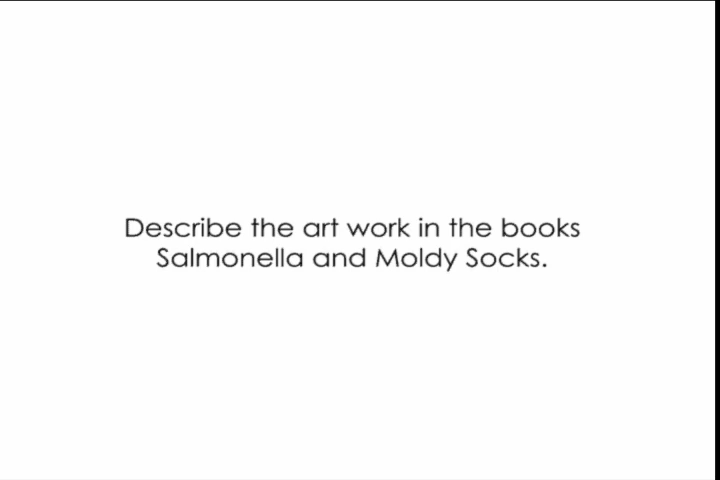 Describe the art work in the books
Salmonella and Moldy Socks.